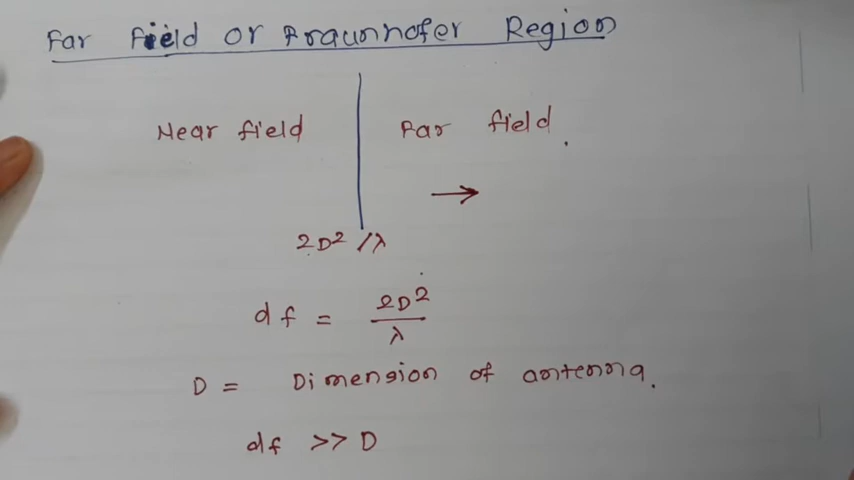 Far Field or Fraunhofer Region
Near field Far field.
→
2D² /λ
df = 2D²/λ
D = Dimension of antenna.
df >> D